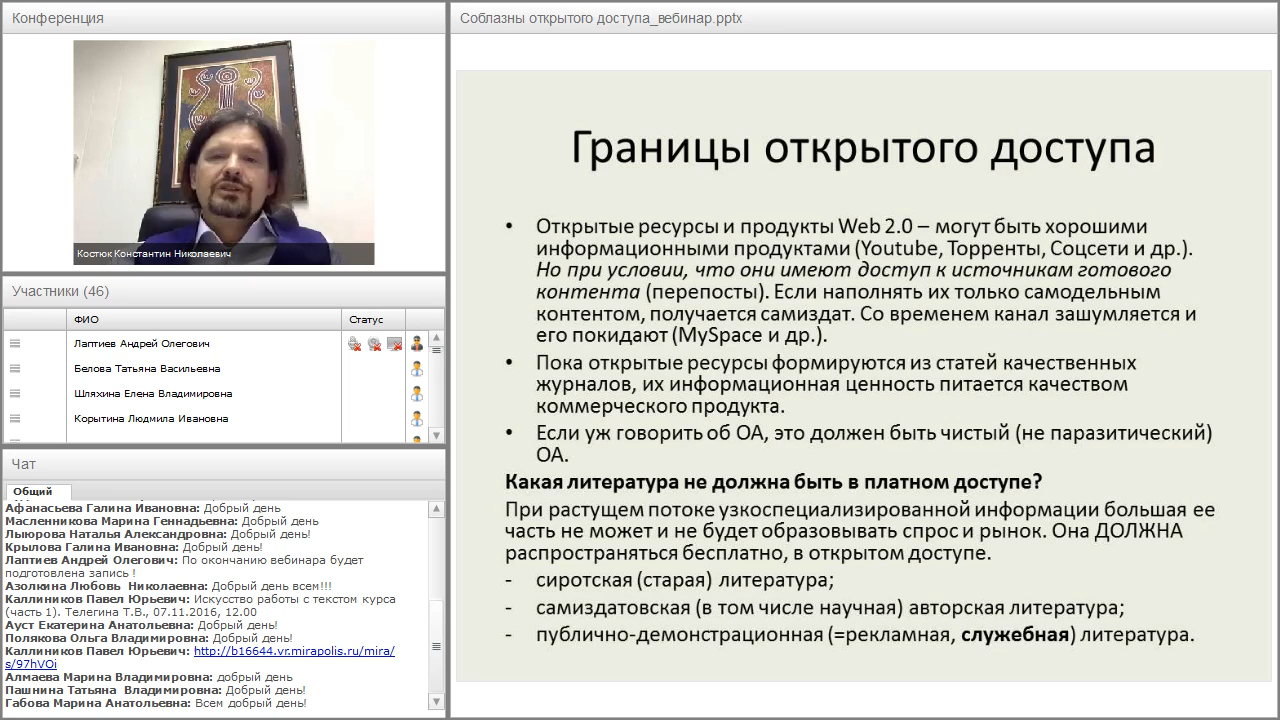 Конференция
Костюк Константин Николаевич
Участники (46)
ФИО
Статус
Лаптиев Андрей Олегович
Белова Татьяна Васильевна
Шляхина Елена Владимировна
Корытина Людмила Ивановна
Чат
Общий
Афанасьева Галина Ивановна: Добрый день
Масленникова Марина Геннадьевна: Добрый день
Лыюрова Наталья Александровна: Добрый день!
Крылова Галина Ивановна: Добрый день!
Лаптиев Андрей Олегович: По окончанию вебинара будет
подготовлена запись !
Азолкина Любовь  Николаевна: Добрый день всем!!!
Каллиников Павел Юрьевич: Искусство работы с текстом курса
(часть 1). Телегина Т.В., 07.11.2016, 12.00
Ауст Екатерина Анатольевна: Добрый день!
Полякова Ольга Владимировна: Добрый день!
Каллиников Павел Юрьевич: http://b16644.vr.mirapolis.ru/mira/
s/97hVOi
Алмаева Марина Владимировна: добрый день
Пашнина Татьяна  Владимировна: Добрый день!
Габова Марина Анатольевна: Всем добрый день!
Соблазны открытого доступа_вебинар.pptx
Границы открытого доступа
• Открытые ресурсы и продукты Web 2.0 – могут быть хорошими
информационными продуктами (Youtube, Торренты, Соцсети и др.).
Но при условии, что они имеют доступ к источникам готового
контента (перепосты). Если наполнять их только самодельным
контентом, получается самиздат. Со временем канал зашумляется и
его покидают (MySpace и др.).
• Пока открытые ресурсы формируются из статей качественных
журналов, их информационная ценность питается качеством
коммерческого продукта.
• Если уж говорить об ОА, это должен быть чистый (не паразитический)
ОА.
Какая литература не должна быть в платном доступе?
При растущем потоке узкоспециализированной информации большая ее
часть не может и не будет образовывать спрос и рынок. Она ДОЛЖНА
распространяться бесплатно, в открытом доступе.
- сиротская (старая) литература;
- самиздатовская (в том числе научная) авторская литература;
- публично-демонстрационная (=рекламная, служебная) литература.